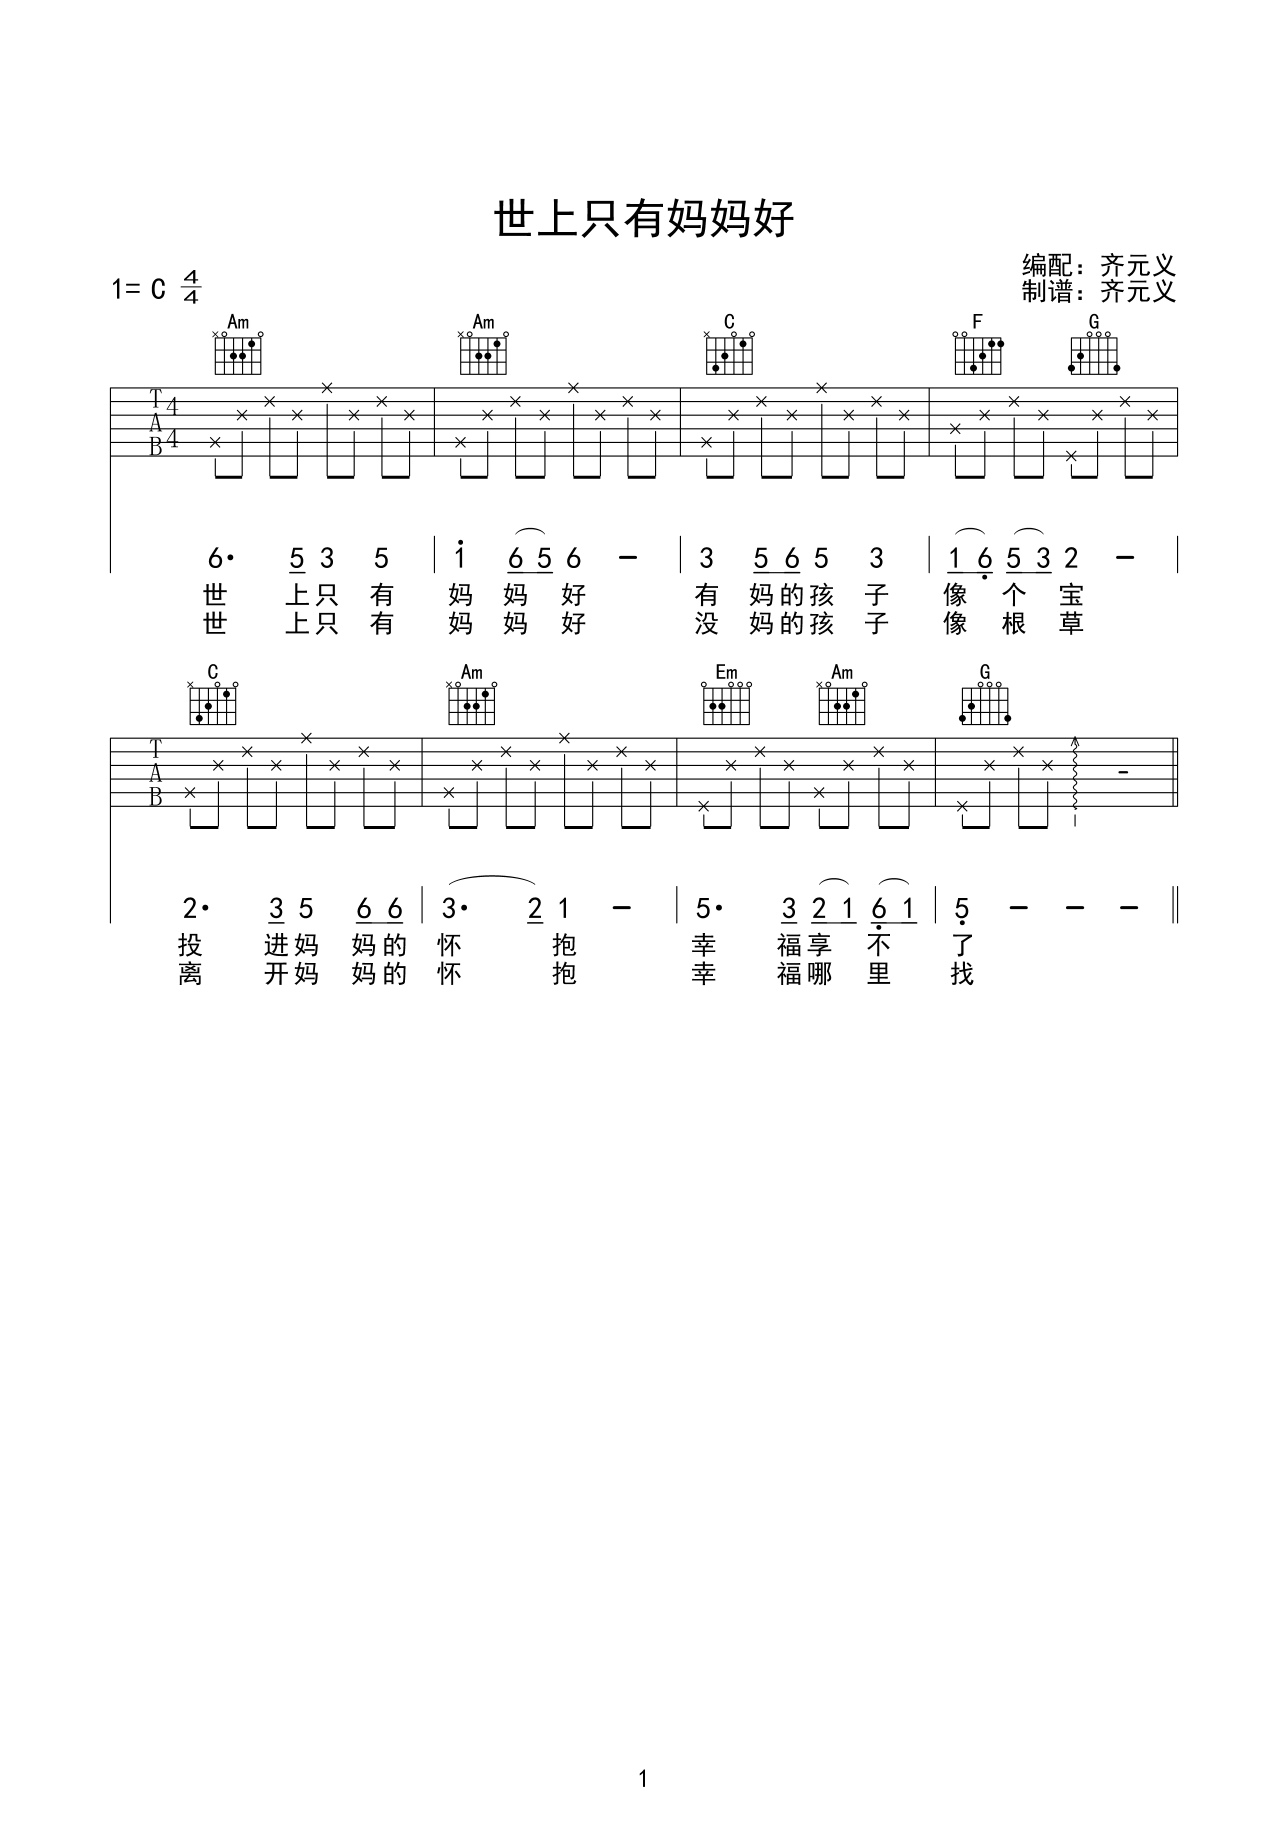 世上只有妈妈好
编配：齐元义
1= C 4/4
制谱：齐元义
Am Am C F G
T A B 4 4
6· 5 3 5 | 1̇ 6 5 6 - | 3 5 6 5 3 | 1 6̣ 5 3 2 - |
世 上 只 有 妈 妈 好 有 妈 的 孩 子 像 个 宝
世 上 只 有 妈 妈 好 没 妈 的 孩 子 像 根 草
C Am Em Am G
T A B
2· 3 5 6 6 | 3· 2 1 - | 5· 3 2 1 6̣ 1 | 5̣ - - - ‖
投 进 妈 妈 的 怀 抱 幸 福 享 不 了
离 开 妈 妈 的 怀 抱 幸 福 哪 里 找
1